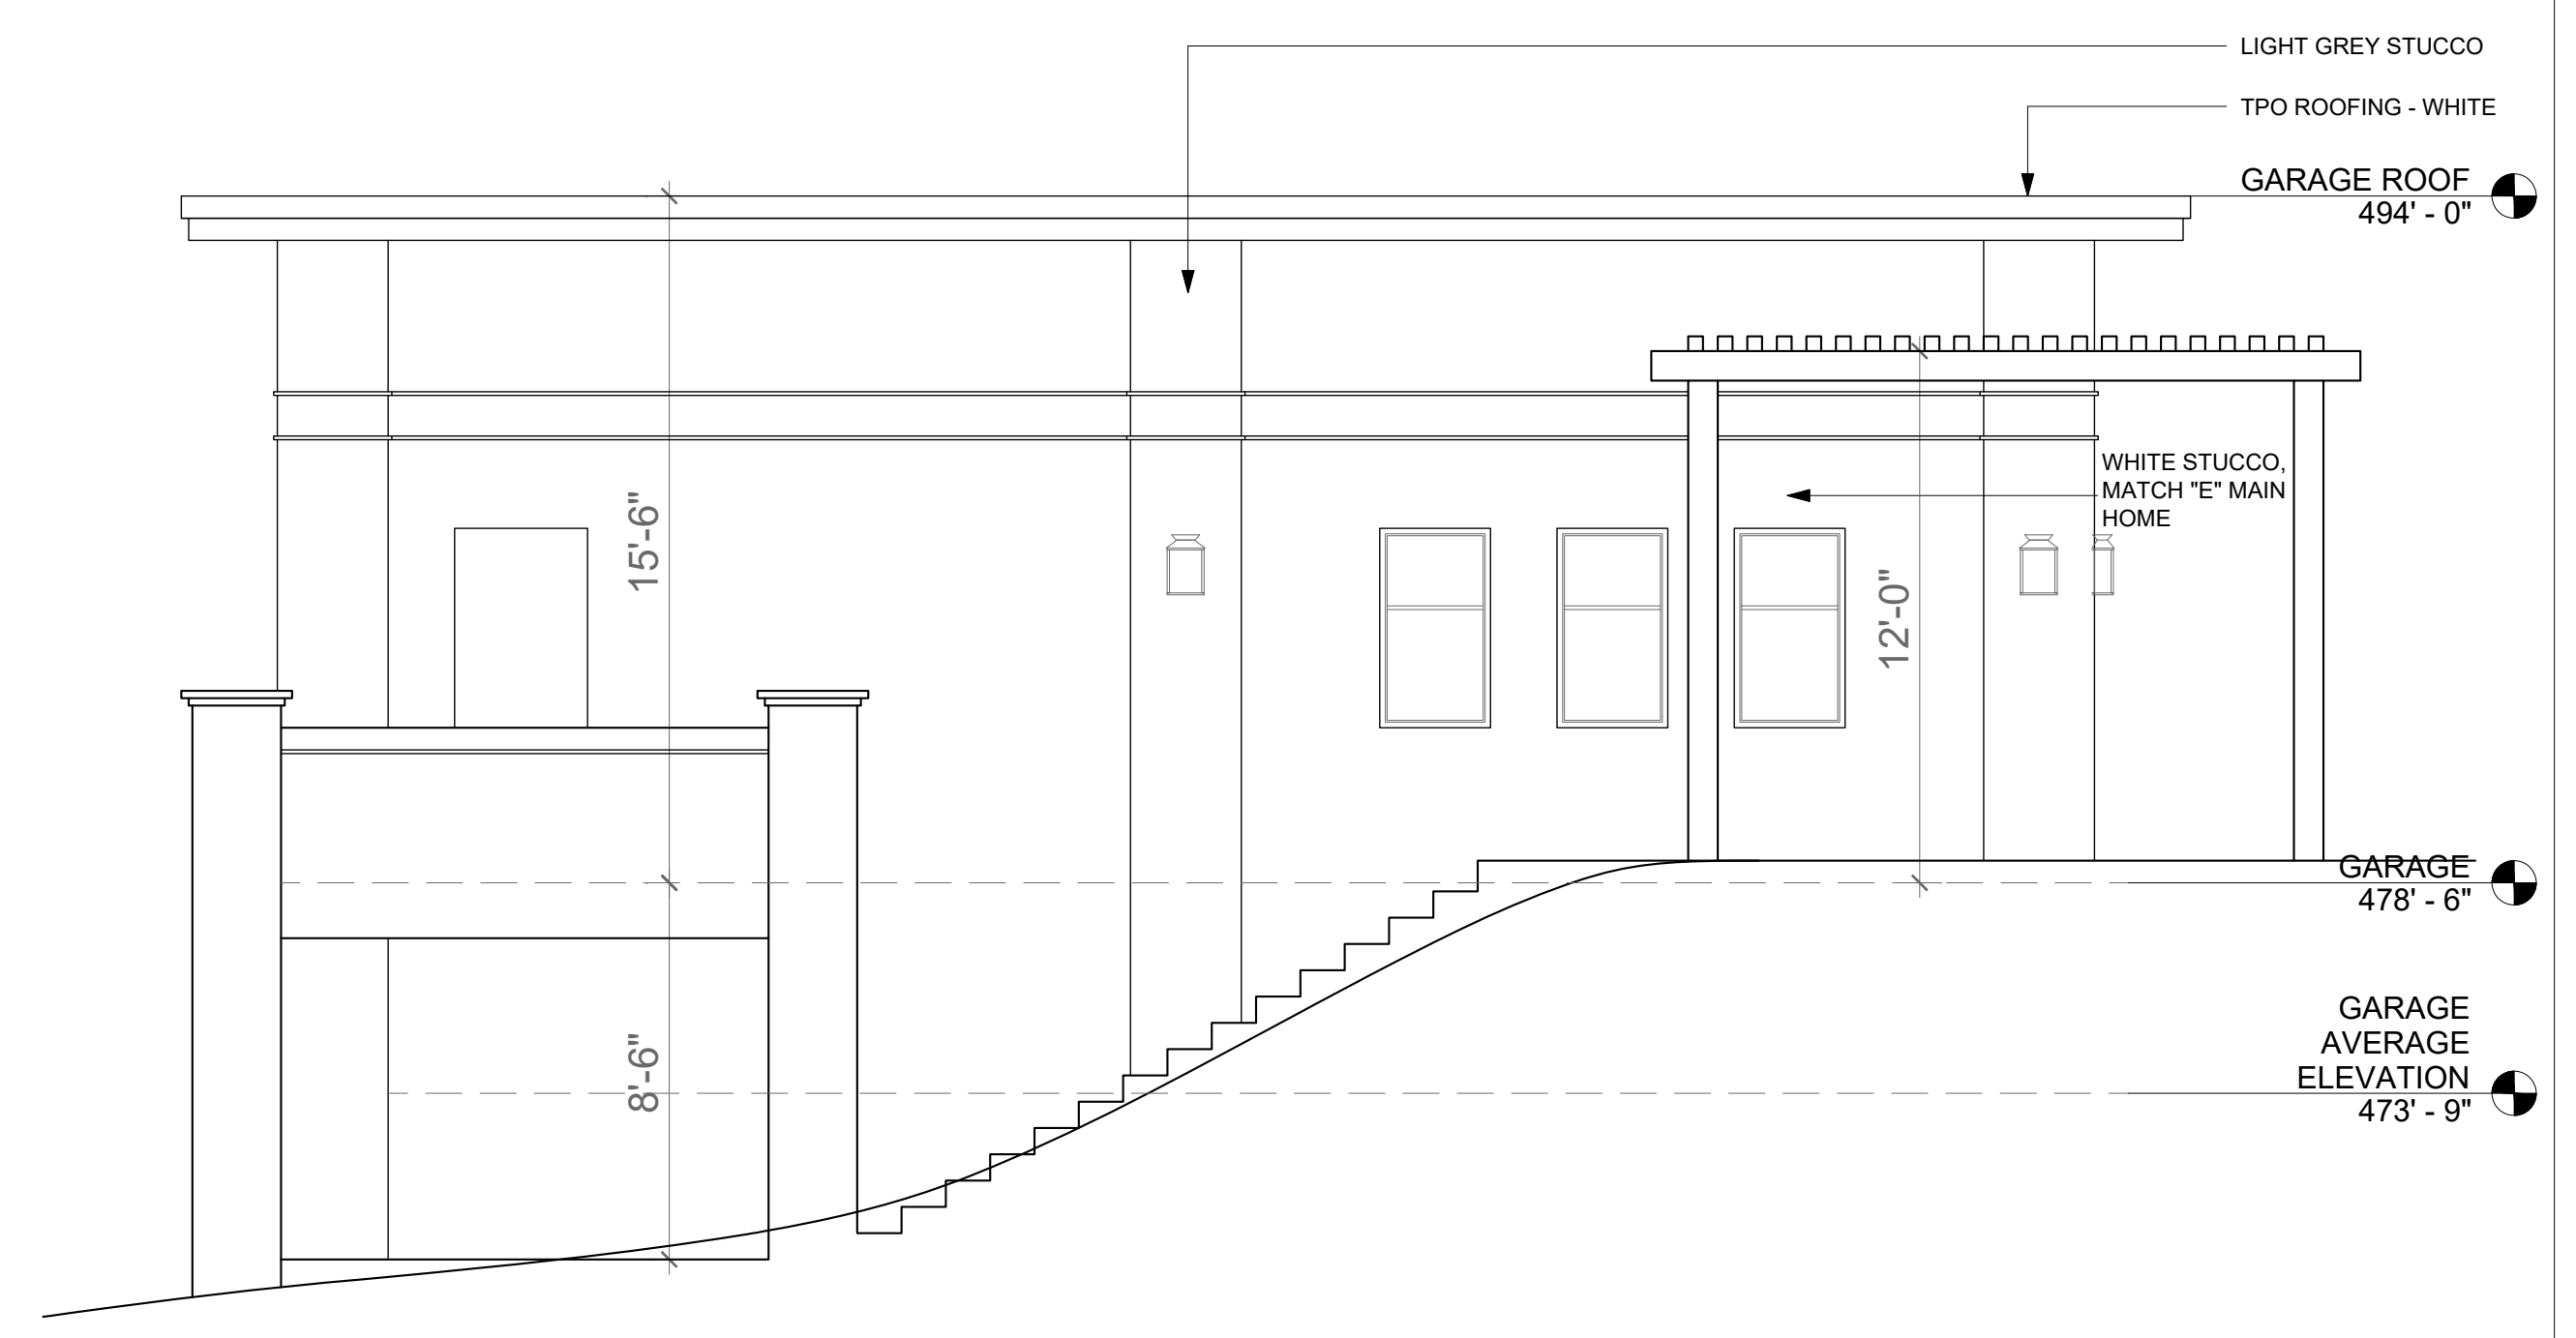 LIGHT GREY STUCCO
TPO ROOFING - WHITE
GARAGE ROOF
494' - 0"
WHITE STUCCO,
MATCH "E" MAIN
HOME
15'-6"
12'-0"
GARAGE
478' - 6"
8'-6"
GARAGE
AVERAGE
ELEVATION
473' - 9"